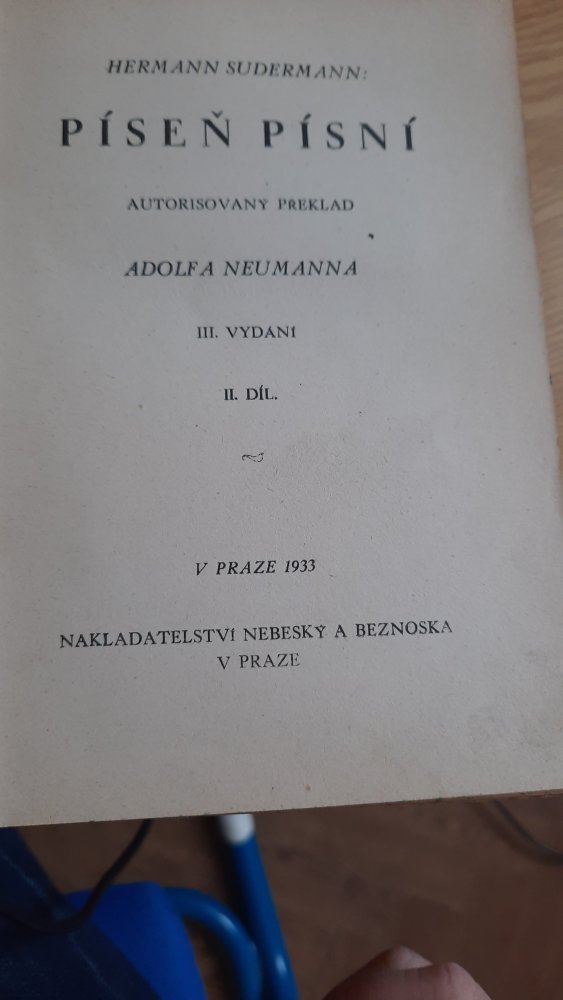 HERMANN SUDERMANN:
PÍSEŇ PÍSNÍ
AUTORISOVANÝ PŘEKLAD
ADOLFA NEUMANNA
III. VYDÁNÍ
II. DÍL.
V PRAZE 1933
NAKLADATELSTVÍ NEBESKÝ A BEZNOSKA
V PRAZE